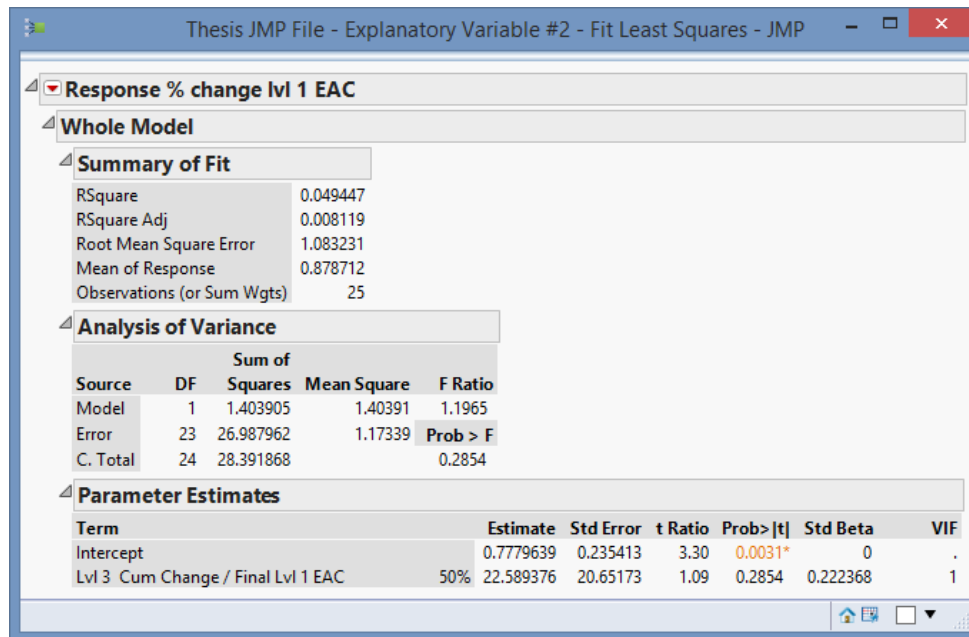 Thesis JMP File - Explanatory Variable #2 - Fit Least Squares - JMP
Response % change lvl 1 EAC
Whole Model
Summary of Fit
RSquare 0.049447
RSquare Adj 0.008119
Root Mean Square Error 1.083231
Mean of Response 0.878712
Observations (or Sum Wgts) 25
Analysis of Variance
Sum of
Source DF Squares Mean Square F Ratio
Model 1 1.403905 1.40391 1.1965
Error 23 26.987962 1.17339 Prob > F
C. Total 24 28.391868 0.2854
Parameter Estimates
Term Estimate Std Error t Ratio Prob>|t| Std Beta VIF
Intercept 0.7779639 0.235413 3.30 0.0031* 0 .
Lvl 3 Cum Change / Final Lvl 1 EAC 50% 22.589376 20.65173 1.09 0.2854 0.222368 1